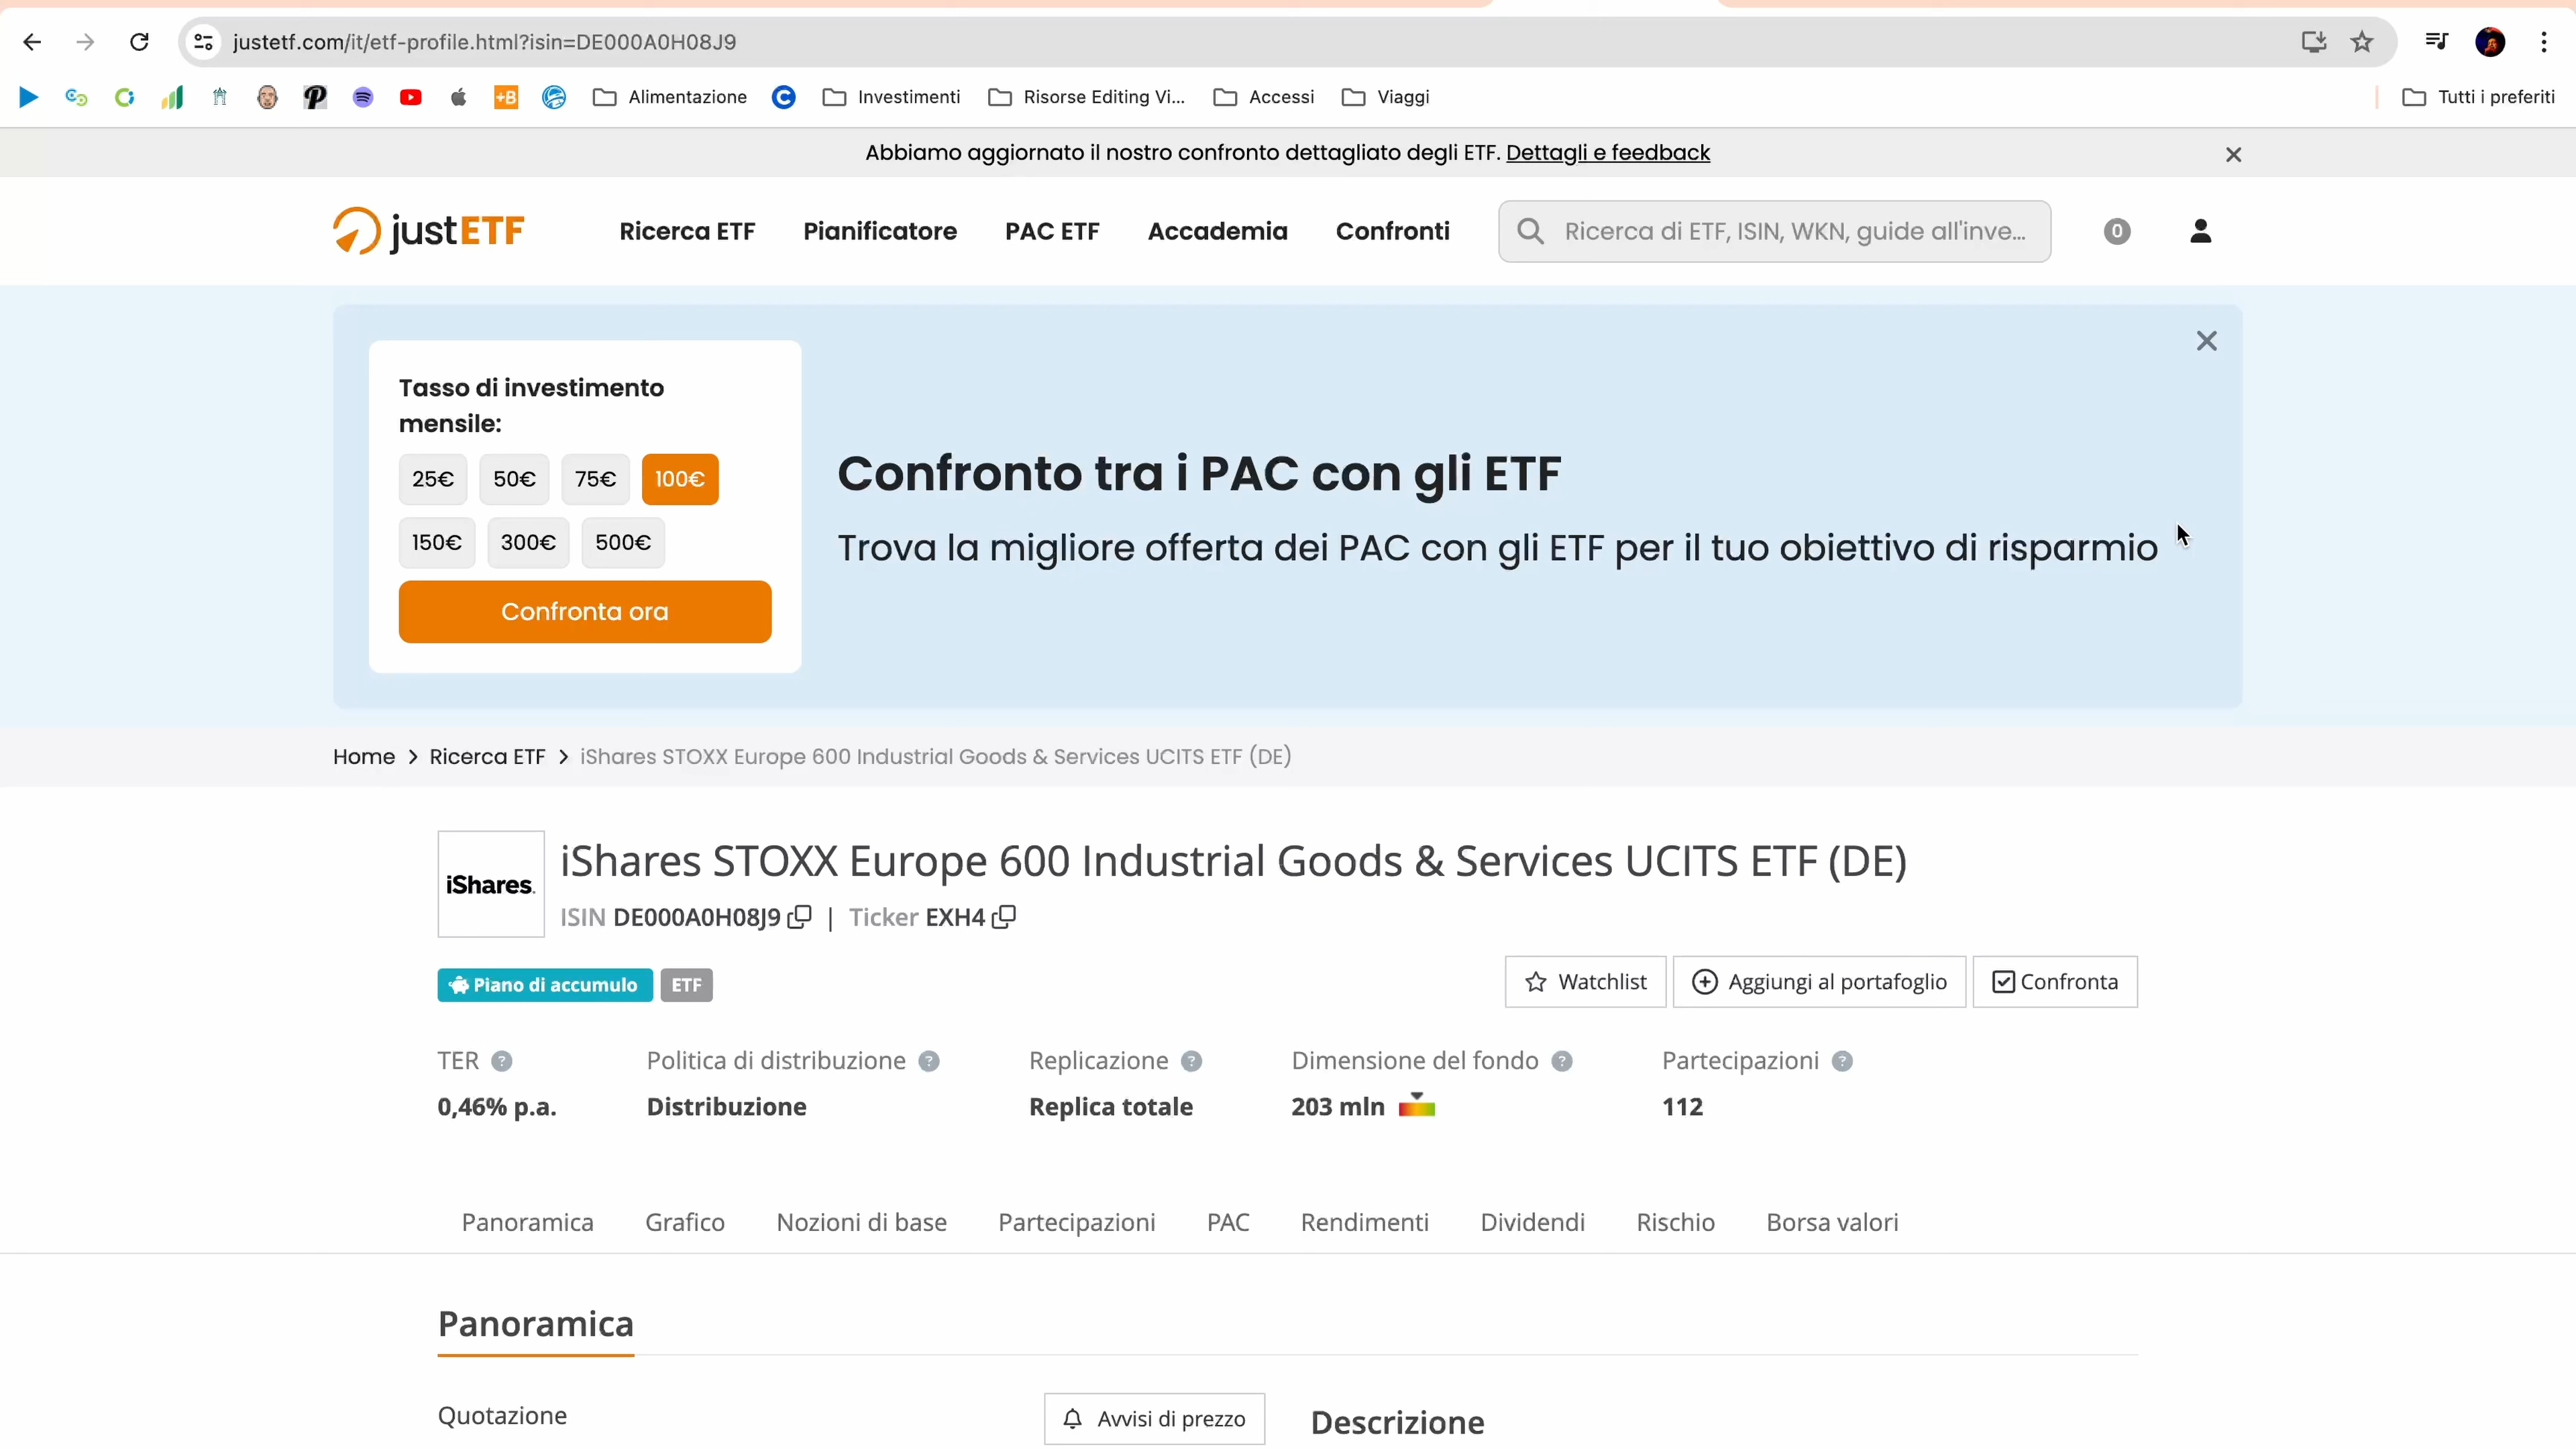 justetf.com/it/etf-profile.html?isin=DE000A0H08J9
+B Alimentazione Investimenti Risorse Editing Vi... Accessi Viaggi Tutti i preferiti
Abbiamo aggiornato il nostro confronto dettagliato degli ETF. Dettagli e feedback
justETF Ricerca ETF Pianificatore PAC ETF Accademia Confronti Ricerca di ETF, ISIN, WKN, guide all'inve... 0
Tasso di investimento
mensile:
25€ 50€ 75€ 100€
150€ 300€ 500€
Confronta ora
Confronto tra i PAC con gli ETF
Trova la migliore offerta dei PAC con gli ETF per il tuo obiettivo di risparmio
Home > Ricerca ETF > iShares STOXX Europe 600 Industrial Goods & Services UCITS ETF (DE)
iShares.
iShares STOXX Europe 600 Industrial Goods & Services UCITS ETF (DE)
ISIN DE000A0H08J9 | Ticker EXH4
Piano di accumulo ETF
Watchlist Aggiungi al portafoglio Confronta
TER ? Politica di distribuzione ? Replicazione ? Dimensione del fondo ? Partecipazioni ?
0,46% p.a. Distribuzione Replica totale 203 mln 112
Panoramica Grafico Nozioni di base Partecipazioni PAC Rendimenti Dividendi Rischio Borsa valori
Panoramica
Quotazione Avvisi di prezzo Descrizione